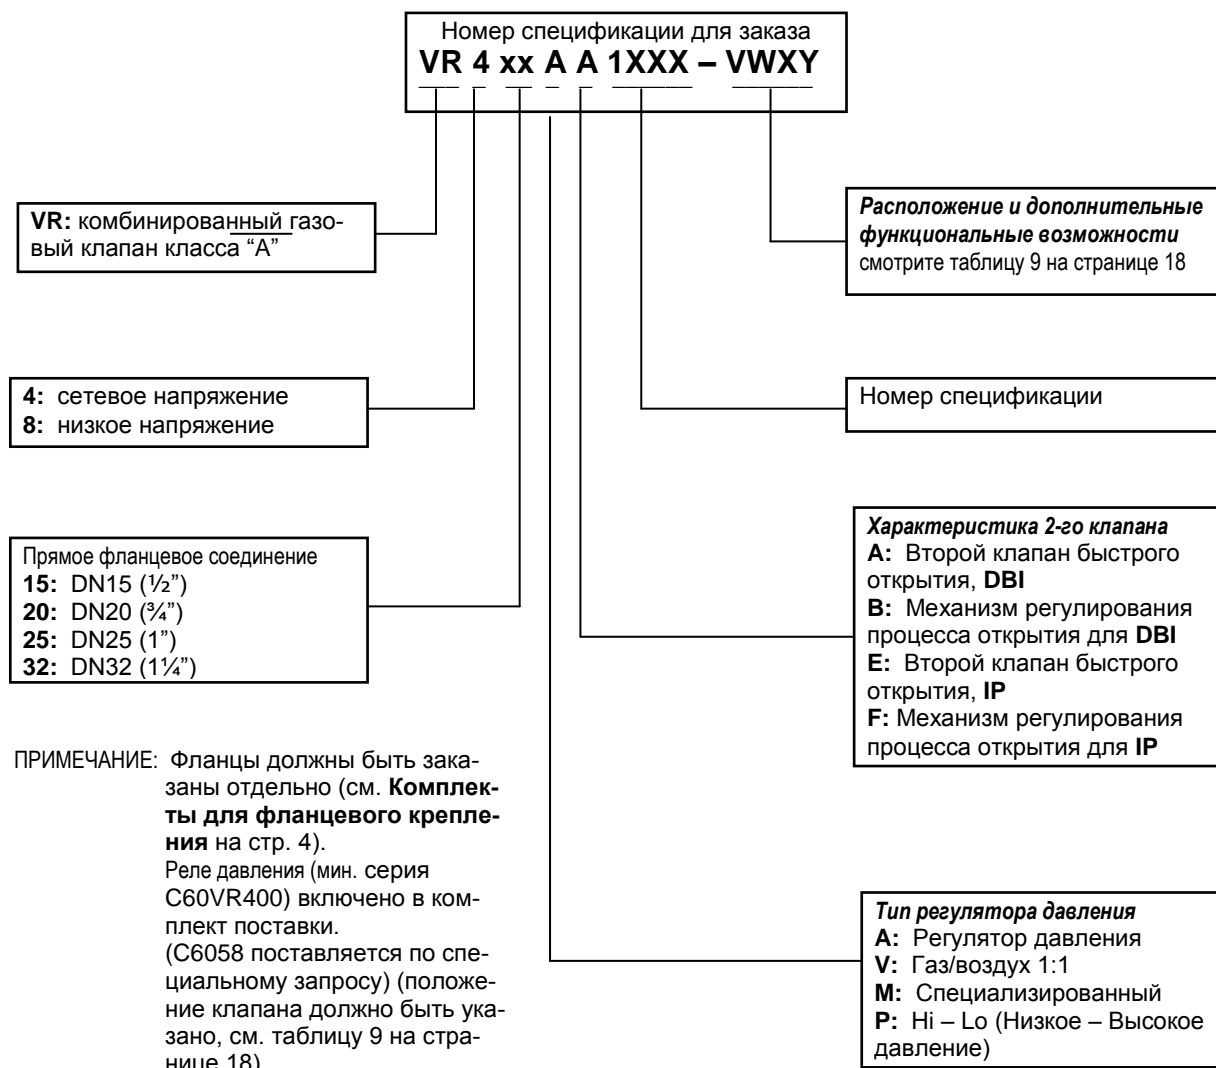 Номер спецификации для заказа
VR 4 xx A A 1XXX – VWXY
VR: комбинированный газо-
вый клапан класса “А”
Расположение и дополнительные
функциональные возможности
смотрите таблицу 9 на странице 18
4: сетевое напряжение
8: низкое напряжение
Номер спецификации
Прямое фланцевое соединение
15: DN15 (½”)
20: DN20 (¾”)
25: DN25 (1”)
32: DN32 (1¼”)
Характеристика 2-го клапана
A: Второй клапан быстрого
открытия, DBI
B: Механизм регулирования
процесса открытия для DBI
E: Второй клапан быстрого
открытия, IP
F: Механизм регулирования
процесса открытия для IP
ПРИМЕЧАНИЕ: Фланцы должны быть зака-
заны отдельно (см. Комплек-
ты для фланцевого крепле-
ния на стр. 4).
Реле давления (мин. серия
C60VR400) включено в ком-
плект поставки.
(C6058 поставляется по спе-
циальному запросу) (положе-
ние клапана должно быть ука-
зано, см. таблицу 9 на стра-
нице 18)
Тип регулятора давления
A: Регулятор давления
V: Газ/воздух 1:1
M: Специализированный
P: Hi – Lo (Низкое – Высокое
давление)